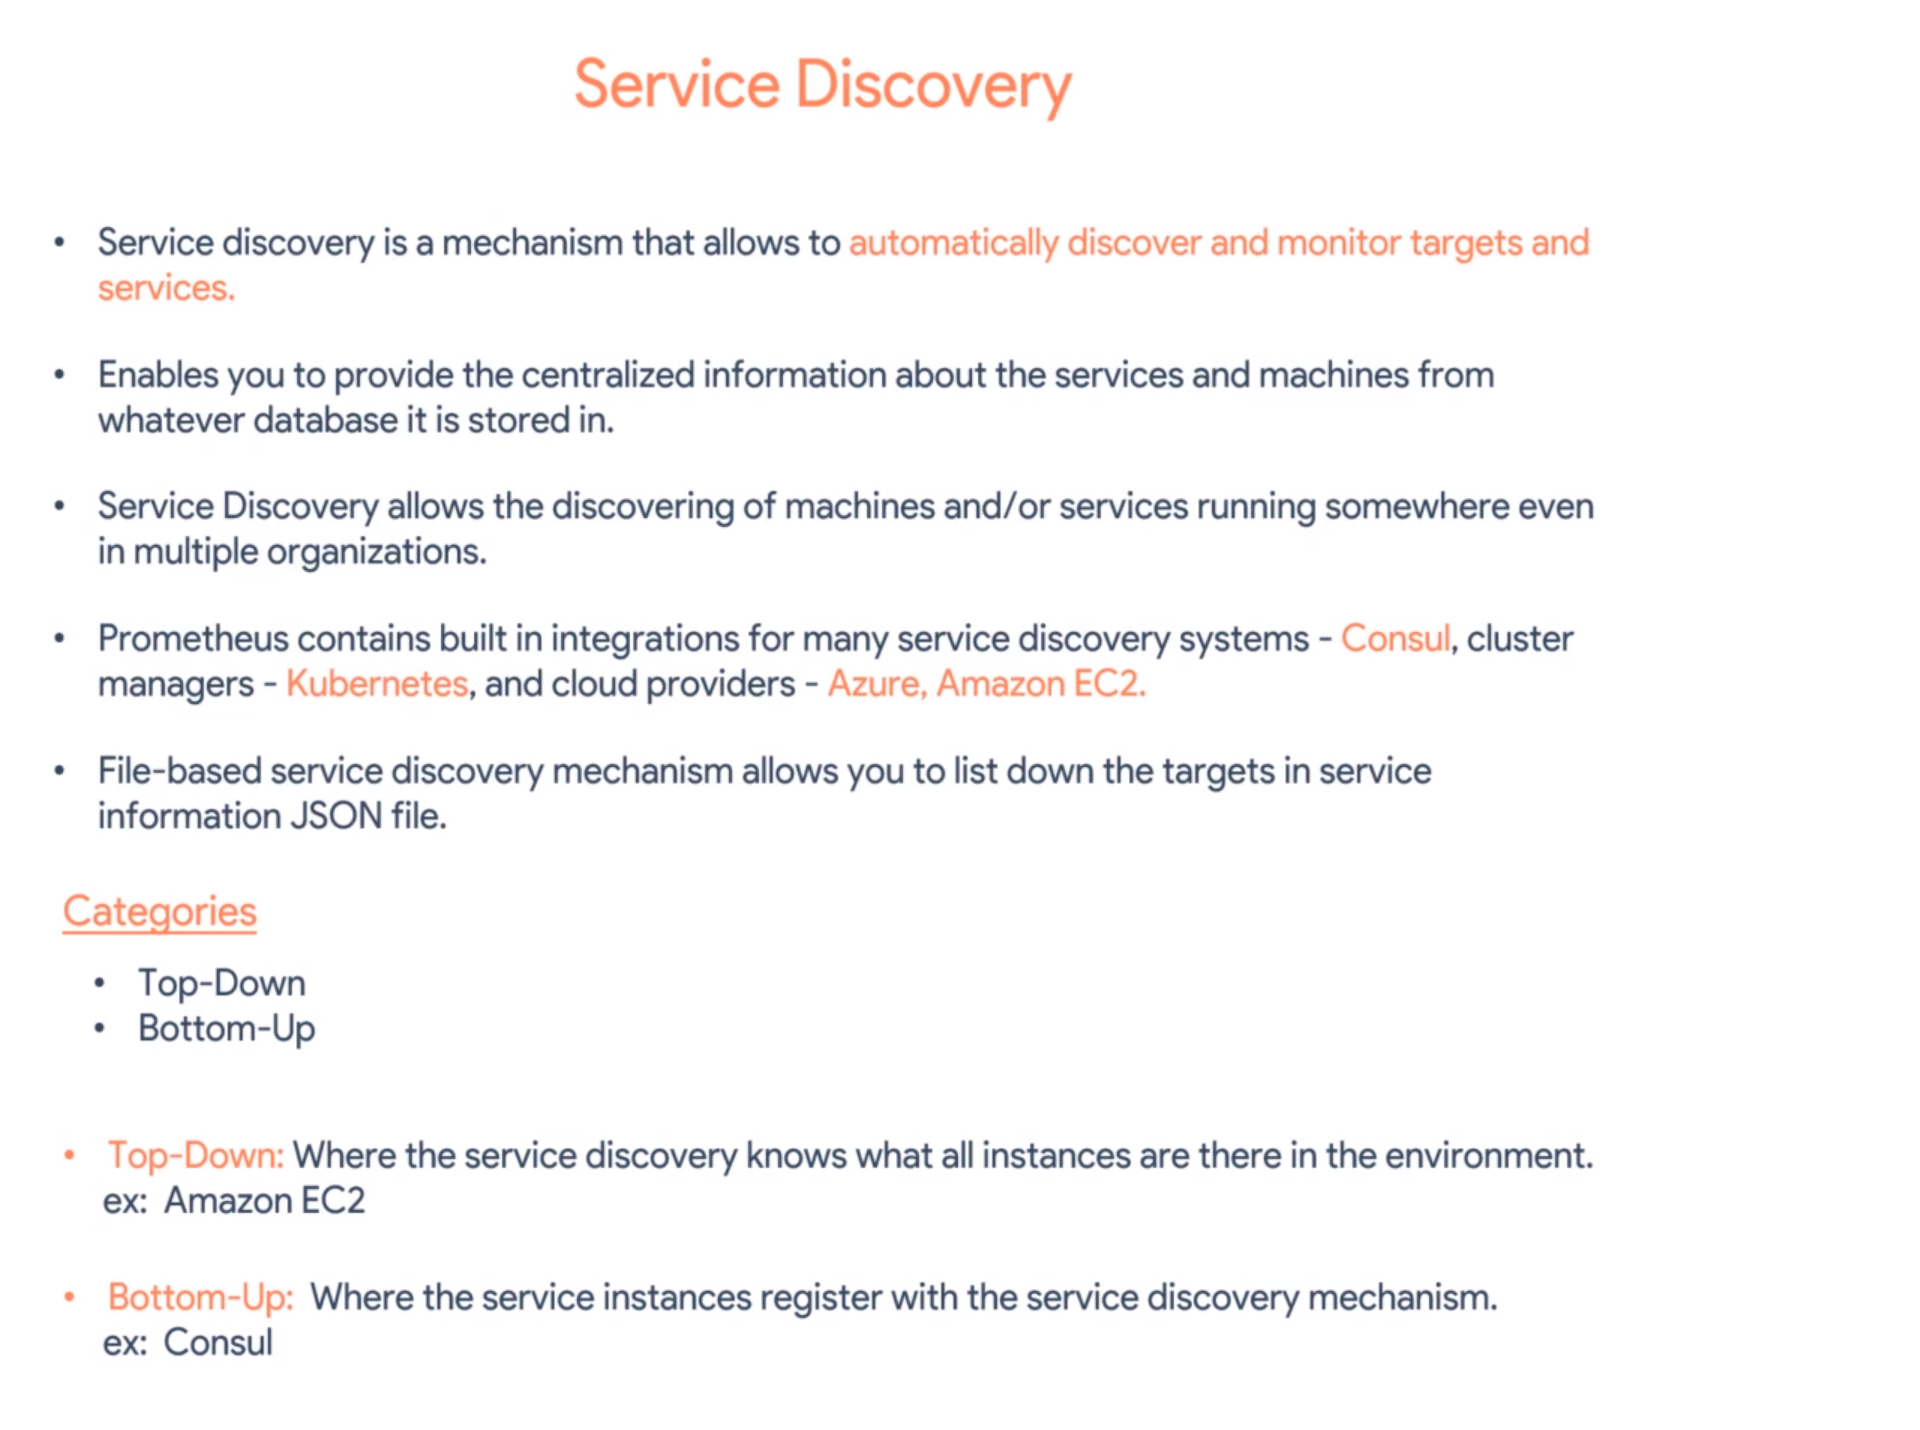 Service Discovery
• Service discovery is a mechanism that allows to automatically discover and monitor targets and
services.
• Enables you to provide the centralized information about the services and machines from
whatever database it is stored in.
• Service Discovery allows the discovering of machines and/or services running somewhere even
in multiple organizations.
• Prometheus contains built in integrations for many service discovery systems - Consul, cluster
managers - Kubernetes, and cloud providers - Azure, Amazon EC2.
• File-based service discovery mechanism allows you to list down the targets in service
information JSON file.
Categories
• Top-Down
• Bottom-Up
• Top-Down: Where the service discovery knows what all instances are there in the environment.
ex: Amazon EC2
• Bottom-Up: Where the service instances register with the service discovery mechanism.
ex: Consul